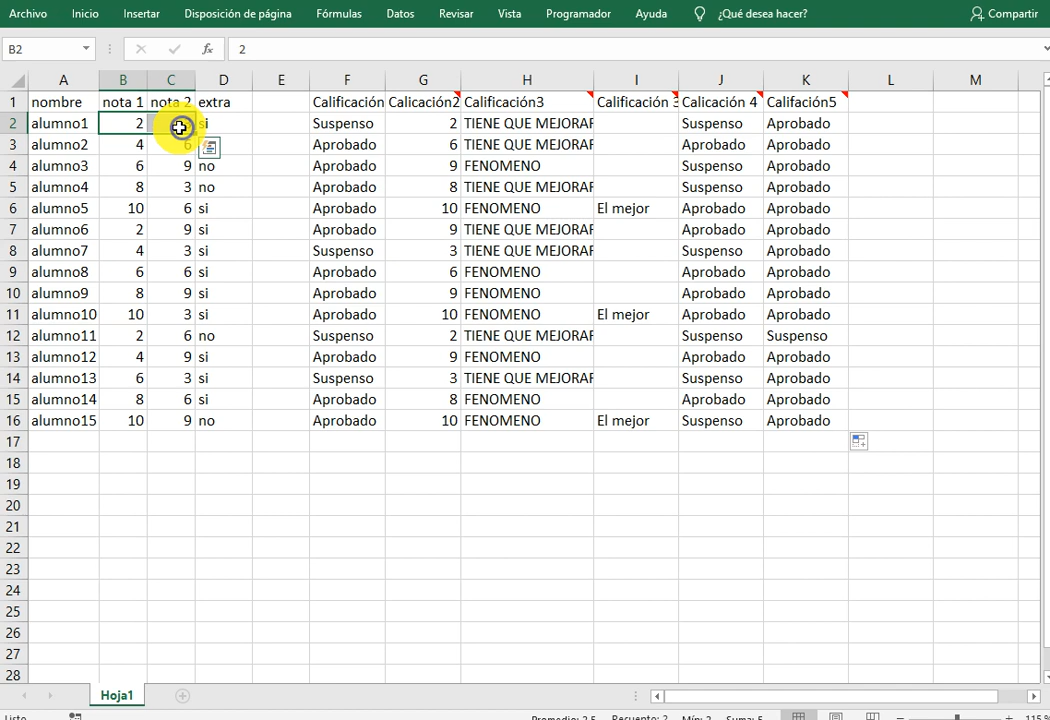 Archivo Inicio Insertar Disposición de página Fórmulas Datos Revisar Vista Programador Ayuda ¿Qué desea hacer? Compartir
B2 fx 2
A B C D E F G H I J K L M
1 nombre nota 1 nota 2 extra Calificación Calicación2 Calificación3 Calificación 3 Calicación 4 Califación5
2 alumno1 2 si Suspenso 2 TIENE QUE MEJORAR Suspenso Aprobado
3 alumno2 4 6 Aprobado 6 TIENE QUE MEJORAR Aprobado Aprobado
4 alumno3 6 9 no Aprobado 9 FENOMENO Suspenso Aprobado
5 alumno4 8 3 no Aprobado 8 TIENE QUE MEJORAR Suspenso Aprobado
6 alumno5 10 6 si Aprobado 10 FENOMENO El mejor Aprobado Aprobado
7 alumno6 2 9 si Aprobado 9 TIENE QUE MEJORAR Aprobado Aprobado
8 alumno7 4 3 si Suspenso 3 TIENE QUE MEJORAR Suspenso Aprobado
9 alumno8 6 6 si Aprobado 6 FENOMENO Aprobado Aprobado
10 alumno9 8 9 si Aprobado 9 FENOMENO Aprobado Aprobado
11 alumno10 10 3 si Aprobado 10 FENOMENO El mejor Aprobado Aprobado
12 alumno11 2 6 no Suspenso 2 TIENE QUE MEJORAR Suspenso Suspenso
13 alumno12 4 9 si Aprobado 9 FENOMENO Aprobado Aprobado
14 alumno13 6 3 si Suspenso 3 TIENE QUE MEJORAR Suspenso Aprobado
15 alumno14 8 6 si Aprobado 8 FENOMENO Aprobado Aprobado
16 alumno15 10 9 no Aprobado 10 FENOMENO El mejor Suspenso Aprobado
17
18
19
20
21
22
23
24
25
26
27
28
Hoja1
Listo Promedio: 2,5 Recuento: 2 Mín: 2 Suma: 5 115 %